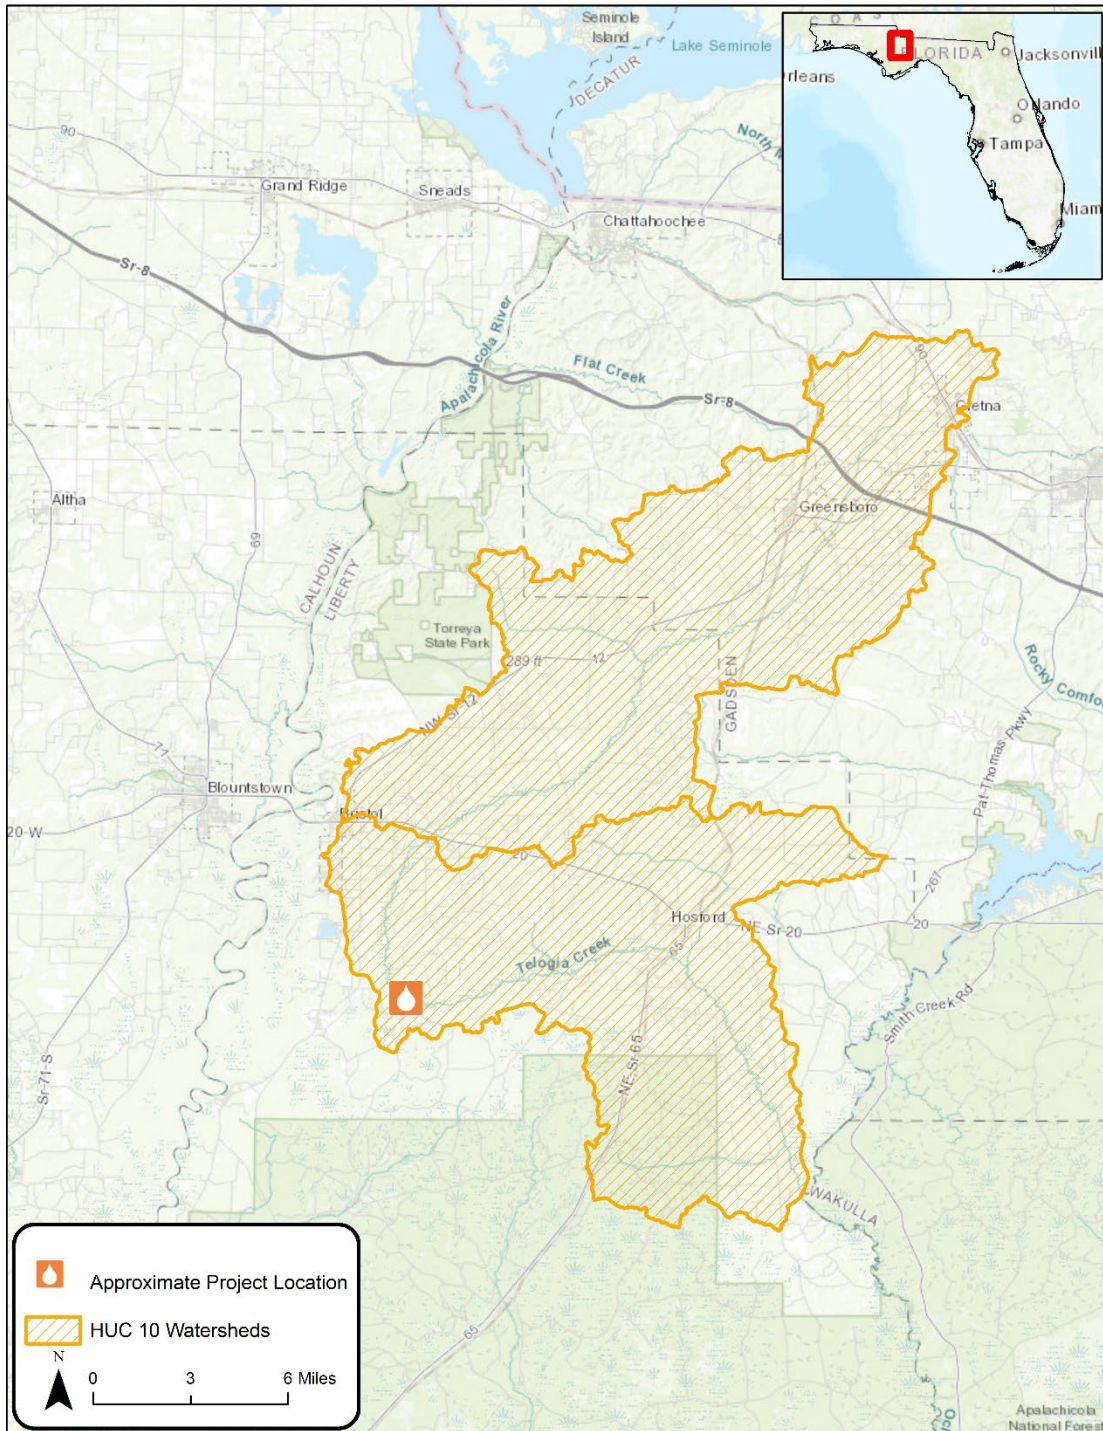 Seminole
Island
Lake Seminole
DECATUR
COAS
FLORIDA
Jacksonvill
rleans
Orlando
Tampa
Miam
90
Grand Ridge
Sneads
Chattahoochee
Sr-8
Apalachicola River
Flat Creek
Sr-8
90
Gretna
Altha
69
Greensboro
CALHOUN
LIBERTY
Torreya
State Park
289 ft
12
NW Sr-12
GADSDEN
Rocky Comfo
71
Blountstown
Bristol
20 W
20
Pat Thomas Pkwy
267
Hosford
NE Sr 20
20
65
Telogia Creek
Smith Creek Rd
Sr-71-S
NE Sr 65
WAKULLA
65
Approximate Project Location
HUC 10 Watersheds
N
0 3 6 Miles
Apalachicola
National Forest